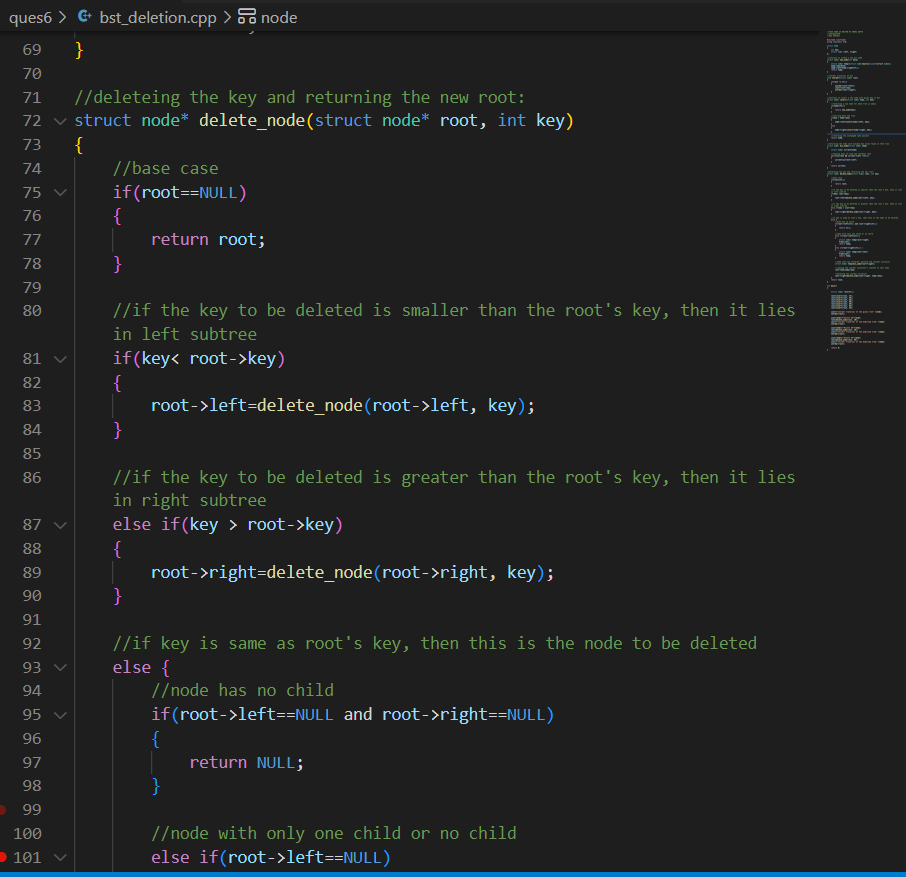 ques6 > bst_deletion.cpp > node
69 }
70
71 //deleteing the key and returning the new root:
72 struct node* delete_node(struct node* root, int key)
73 {
74 //base case
75 if(root==NULL)
76 {
77 return root;
78 }
79
80 //if the key to be deleted is smaller than the root's key, then it lies
in left subtree
81 if(key< root->key)
82 {
83 root->left=delete_node(root->left, key);
84 }
85
86 //if the key to be deleted is greater than the root's key, then it lies
in right subtree
87 else if(key > root->key)
88 {
89 root->right=delete_node(root->right, key);
90 }
91
92 //if key is same as root's key, then this is the node to be deleted
93 else {
94 //node has no child
95 if(root->left==NULL and root->right==NULL)
96 {
97 return NULL;
98 }
99
100 //node with only one child or no child
101 else if(root->left==NULL)